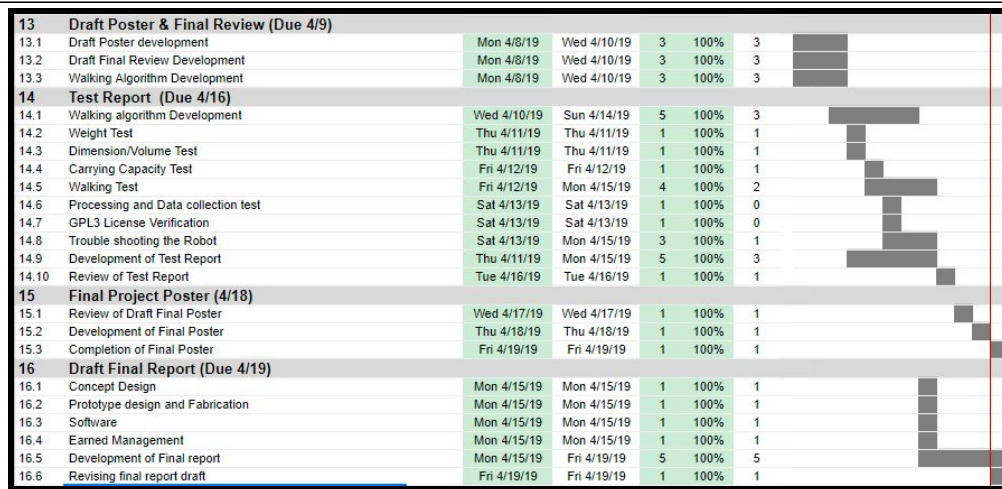 13 Draft Poster & Final Review (Due 4/9)
13.1 Draft Poster development Mon 4/8/19 Wed 4/10/19 3 100% 3
13.2 Draft Final Review Development Mon 4/8/19 Wed 4/10/19 3 100% 3
13.3 Walking Algorithm Development Mon 4/8/19 Wed 4/10/19 3 100% 3
14 Test Report (Due 4/16)
14.1 Walking algorithm Development Wed 4/10/19 Sun 4/14/19 5 100% 3
14.2 Weight Test Thu 4/11/19 Thu 4/11/19 1 100% 1
14.3 Dimension/Volume Test Thu 4/11/19 Thu 4/11/19 1 100% 1
14.4 Carrying Capacity Test Fri 4/12/19 Fri 4/12/19 1 100% 1
14.5 Walking Test Fri 4/12/19 Mon 4/15/19 4 100% 2
14.6 Processing and Data collection test Sat 4/13/19 Sat 4/13/19 1 100% 0
14.7 GPL3 License Verification Sat 4/13/19 Sat 4/13/19 1 100% 0
14.8 Trouble shooting the Robot Sat 4/13/19 Mon 4/15/19 3 100% 1
14.9 Development of Test Report Thu 4/11/19 Mon 4/15/19 5 100% 3
14.10 Review of Test Report Tue 4/16/19 Tue 4/16/19 1 100% 1
15 Final Project Poster (4/18)
15.1 Review of Draft Final Poster Wed 4/17/19 Wed 4/17/19 1 100% 1
15.2 Development of Final Poster Thu 4/18/19 Thu 4/18/19 1 100% 1
15.3 Completion of Final Poster Fri 4/19/19 Fri 4/19/19 1 100% 1
16 Draft Final Report (Due 4/19)
16.1 Concept Design Mon 4/15/19 Mon 4/15/19 1 100% 1
16.2 Prototype design and Fabrication Mon 4/15/19 Mon 4/15/19 1 100% 1
16.3 Software Mon 4/15/19 Mon 4/15/19 1 100% 1
16.4 Earned Management Mon 4/15/19 Mon 4/15/19 1 100% 1
16.5 Development of Final report Mon 4/15/19 Fri 4/19/19 5 100% 5
16.6 Revising final report draft Fri 4/19/19 Fri 4/19/19 1 100% 1